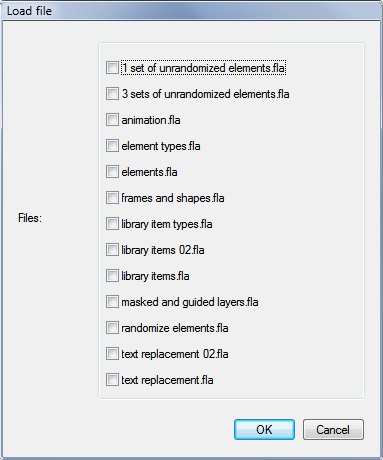 Load file
1 set of unrandomized elements.fla
3 sets of unrandomized elements.fla
animation.fla
element types.fla
elements.fla
frames and shapes.fla
Files:
library item types.fla
library items 02.fla
library items.fla
masked and guided layers.fla
randomize elements.fla
text replacement 02.fla
text replacement.fla
OK
Cancel